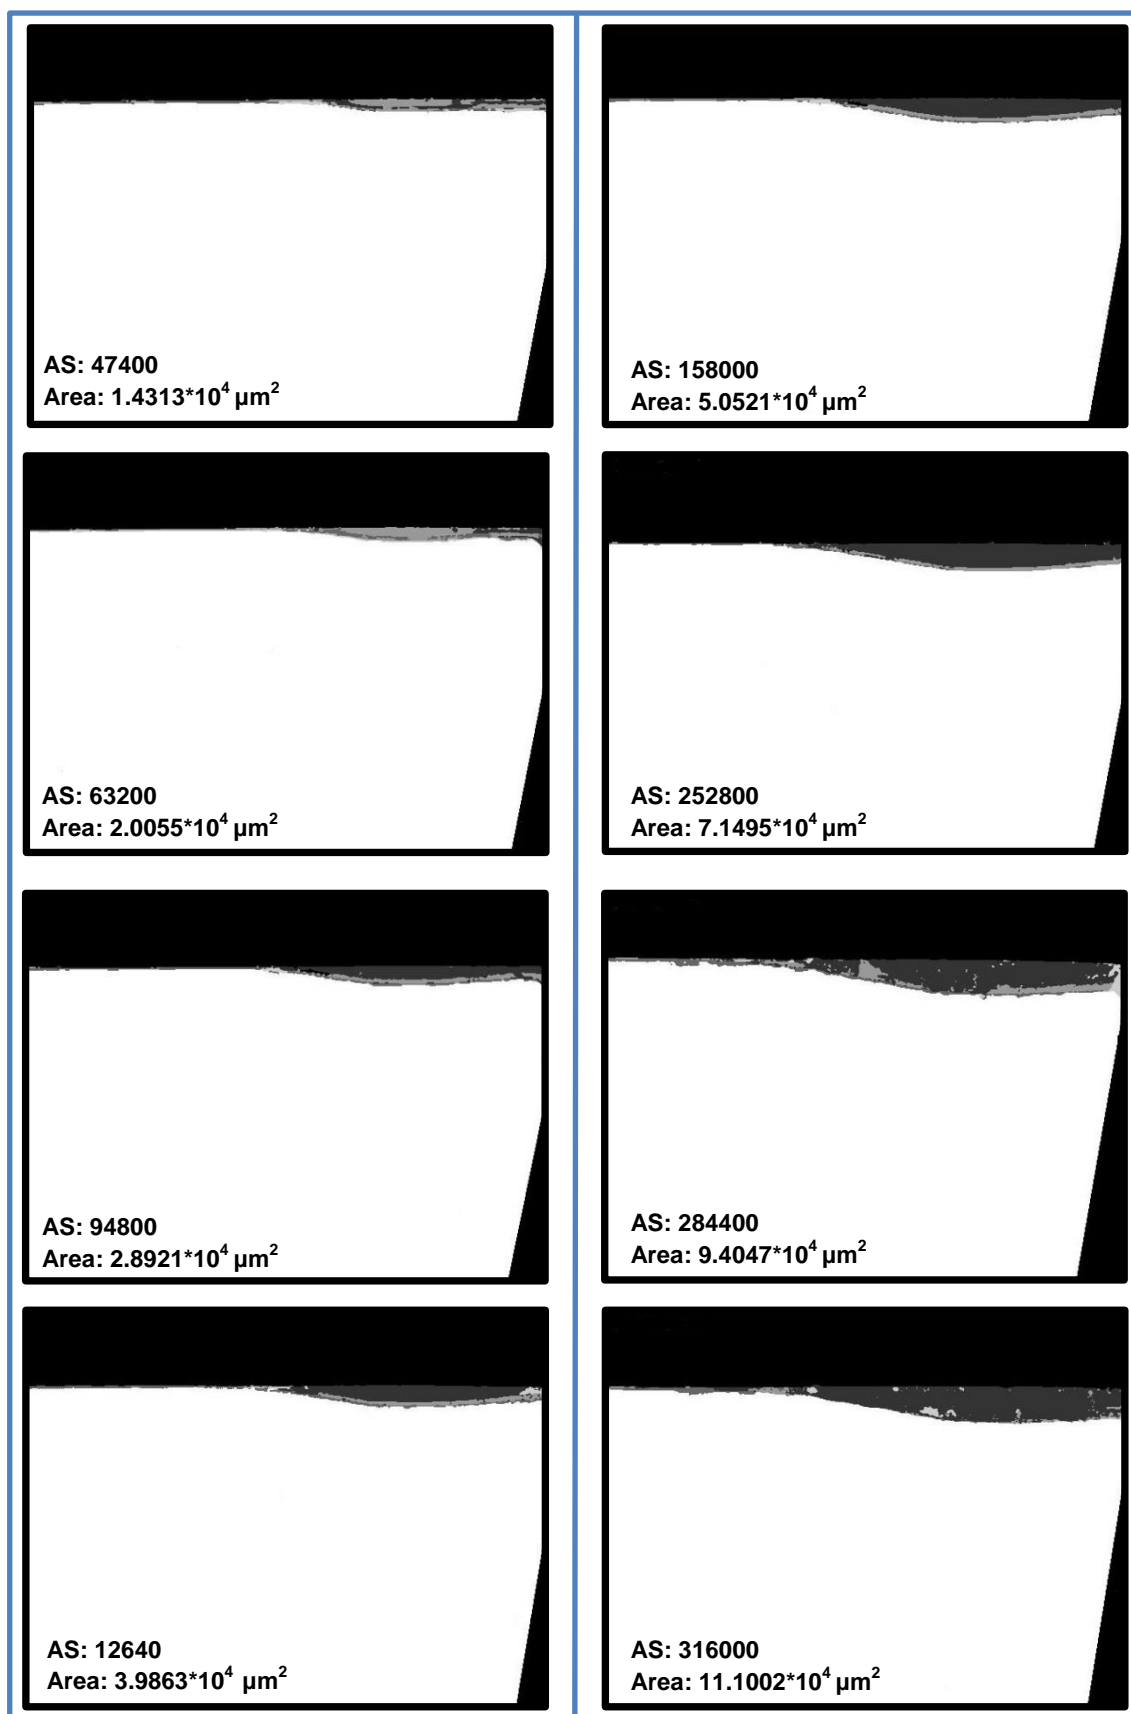 AS: 47400
Area: 1.4313*10⁴ µm²
AS: 63200
Area: 2.0055*10⁴ µm²
AS: 94800
Area: 2.8921*10⁴ µm²
AS: 12640
Area: 3.9863*10⁴ µm²
AS: 158000
Area: 5.0521*10⁴ µm²
AS: 252800
Area: 7.1495*10⁴ µm²
AS: 284400
Area: 9.4047*10⁴ µm²
AS: 316000
Area: 11.1002*10⁴ µm²